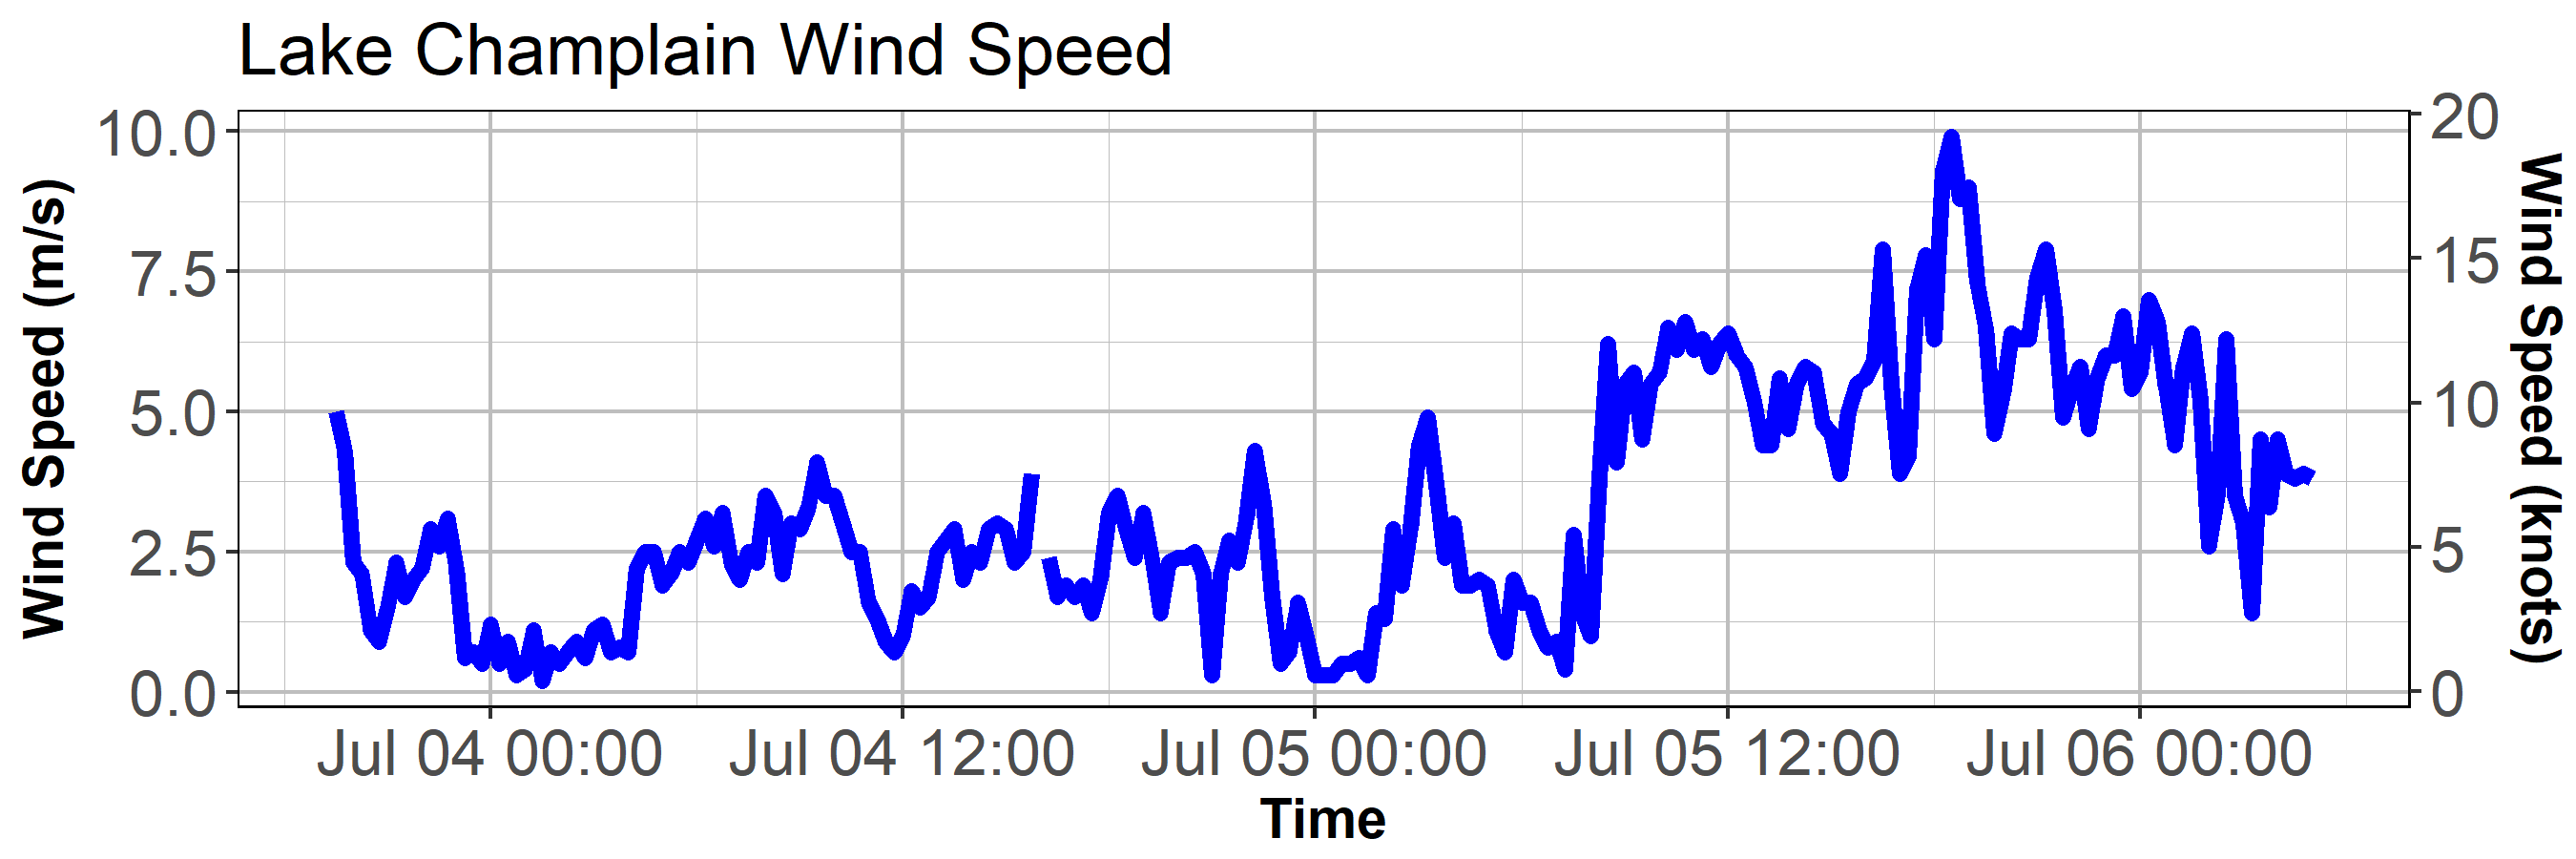 Lake Champlain Wind Speed
Wind Speed (m/s)
10.0
7.5
5.0
2.5
0.0
Wind Speed (knots)
20
15
10
5
0
Jul 04 00:00
Jul 04 12:00
Jul 05 00:00
Jul 05 12:00
Jul 06 00:00
Time